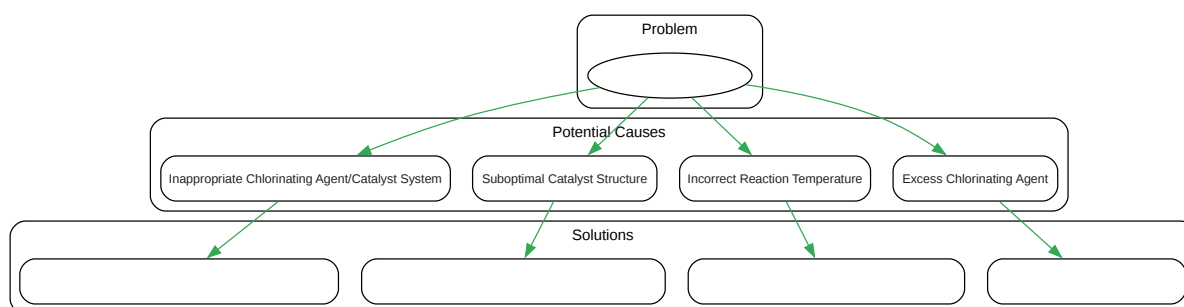 Problem
Potential Causes
Inappropriate Chlorinating Agent/Catalyst System
Suboptimal Catalyst Structure
Incorrect Reaction Temperature
Excess Chlorinating Agent
Solutions